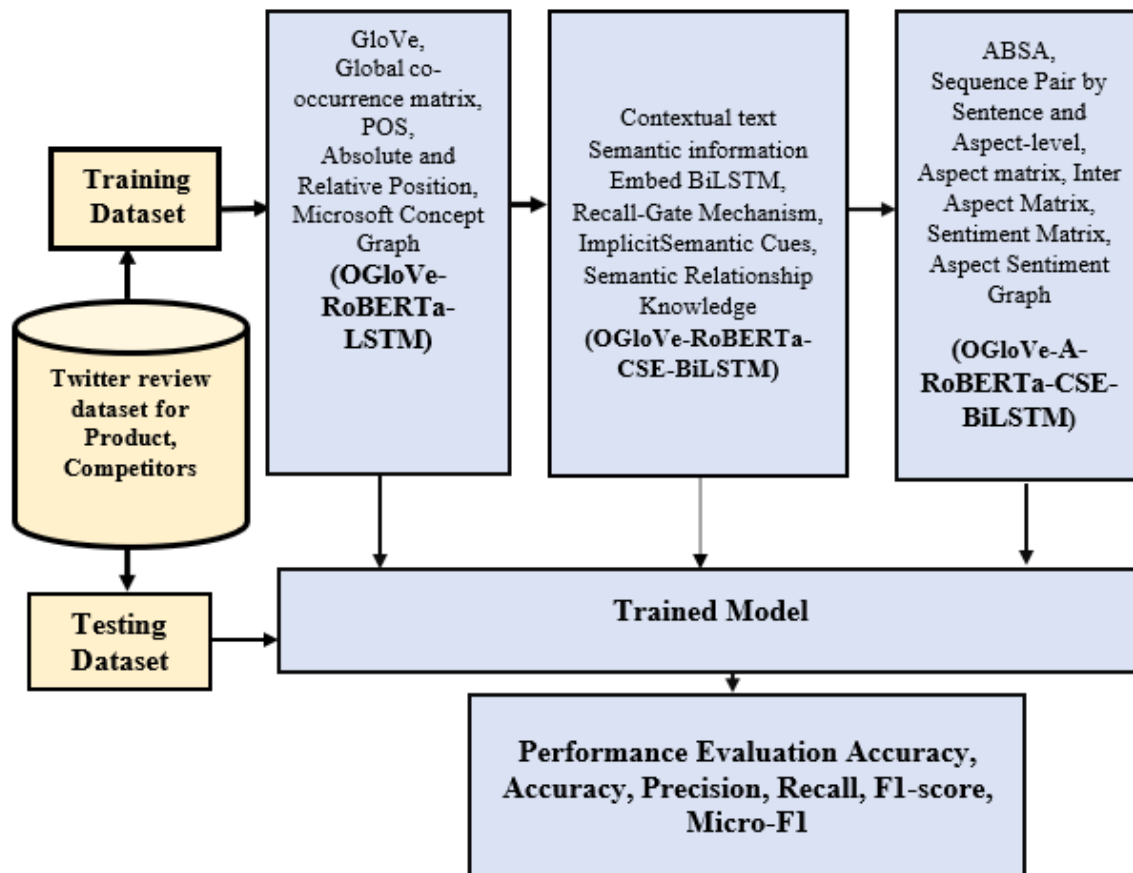 GloVe,
Global co-
occurrence matrix,
POS,
Absolute and
Relative Position,
Microsoft Concept
Graph
(OGloVe-
RoBERTa-
LSTM)
Contextual text
Semantic information
Embed BiLSTM,
Recall-Gate Mechanism,
ImplicitSemantic Cues,
Semantic Relationship
Knowledge
(OGloVe-RoBERTa-
CSE-BiLSTM)
ABSA,
Sequence Pair by
Sentence and
Aspect-level,
Aspect matrix, Inter
Aspect Matrix,
Sentiment Matrix,
Aspect Sentiment
Graph
(OGloVe-A-
RoBERTa-CSE-
BiLSTM)
Training
Dataset
Twitter review
dataset for
Product,
Competitors
Testing
Dataset
Trained Model
Performance Evaluation Accuracy,
Accuracy, Precision, Recall, F1-score,
Micro-F1